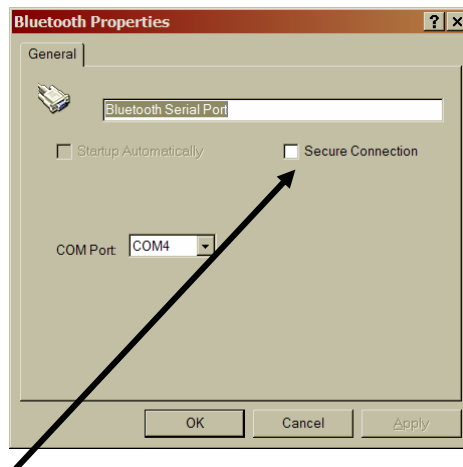 Bluetooth Properties ? ×
General
Bluetooth Serial Port
Startup Automatically Secure Connection
COM Port: COM4
OK Cancel Apply